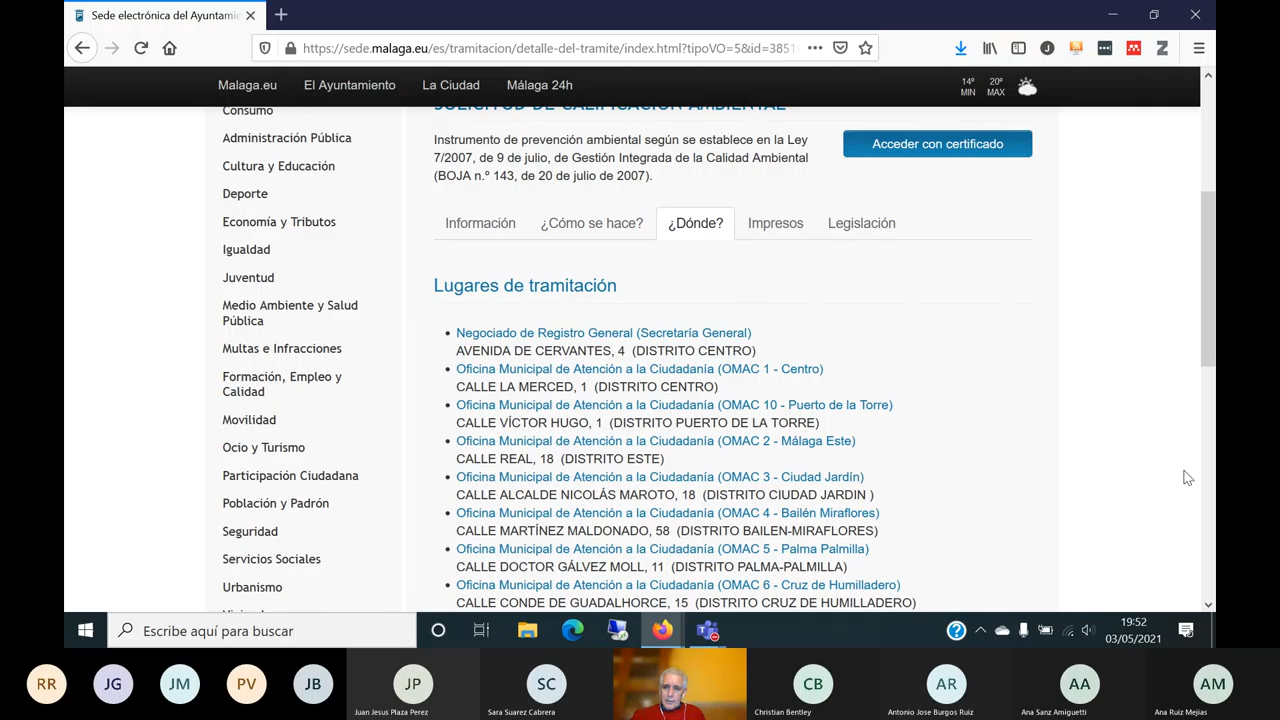 Sede electrónica del Ayuntamie
https://sede.malaga.eu/es/tramitacion/detalle-del-tramite/index.html?tipoVO=5&id=3851
Malaga.eu El Ayuntamiento La Ciudad Málaga 24h 14º MIN 20º MAX
Consumo
Administración Pública
Cultura y Educación
Deporte
Economía y Tributos
Igualdad
Juventud
Medio Ambiente y Salud
Pública
Multas e Infracciones
Formación, Empleo y
Calidad
Movilidad
Ocio y Turismo
Participación Ciudadana
Población y Padrón
Seguridad
Servicios Sociales
Urbanismo
SOLICITUD DE CALIFICACIÓN AMBIENTAL
Instrumento de prevención ambiental según se establece en la Ley
7/2007, de 9 de julio, de Gestión Integrada de la Calidad Ambiental
(BOJA n.º 143, de 20 de julio de 2007).
Acceder con certificado
Información ¿Cómo se hace? ¿Dónde? Impresos Legislación
Lugares de tramitación
Negociado de Registro General (Secretaría General)
AVENIDA DE CERVANTES, 4 (DISTRITO CENTRO)
Oficina Municipal de Atención a la Ciudadanía (OMAC 1 - Centro)
CALLE LA MERCED, 1 (DISTRITO CENTRO)
Oficina Municipal de Atención a la Ciudadanía (OMAC 10 - Puerto de la Torre)
CALLE VÍCTOR HUGO, 1 (DISTRITO PUERTO DE LA TORRE)
Oficina Municipal de Atención a la Ciudadanía (OMAC 2 - Málaga Este)
CALLE REAL, 18 (DISTRITO ESTE)
Oficina Municipal de Atención a la Ciudadanía (OMAC 3 - Ciudad Jardín)
CALLE ALCALDE NICOLÁS MAROTO, 18 (DISTRITO CIUDAD JARDIN )
Oficina Municipal de Atención a la Ciudadanía (OMAC 4 - Bailén Miraflores)
CALLE MARTÍNEZ MALDONADO, 58 (DISTRITO BAILEN-MIRAFLORES)
Oficina Municipal de Atención a la Ciudadanía (OMAC 5 - Palma Palmilla)
CALLE DOCTOR GÁLVEZ MOLL, 11 (DISTRITO PALMA-PALMILLA)
Oficina Municipal de Atención a la Ciudadanía (OMAC 6 - Cruz de Humilladero)
CALLE CONDE DE GUADALHORCE, 15 (DISTRITO CRUZ DE HUMILLADERO)
Escribe aquí para buscar
19:52
03/05/2021
RR JG JM PV JB JP SC CB AR AA AM
Juan Jesus Plaza Perez Sara Suarez Cabrera Christian Bentley Antonio Jose Burgos Ruiz Ana Sanz Amiguetti Ana Ruiz Mejias